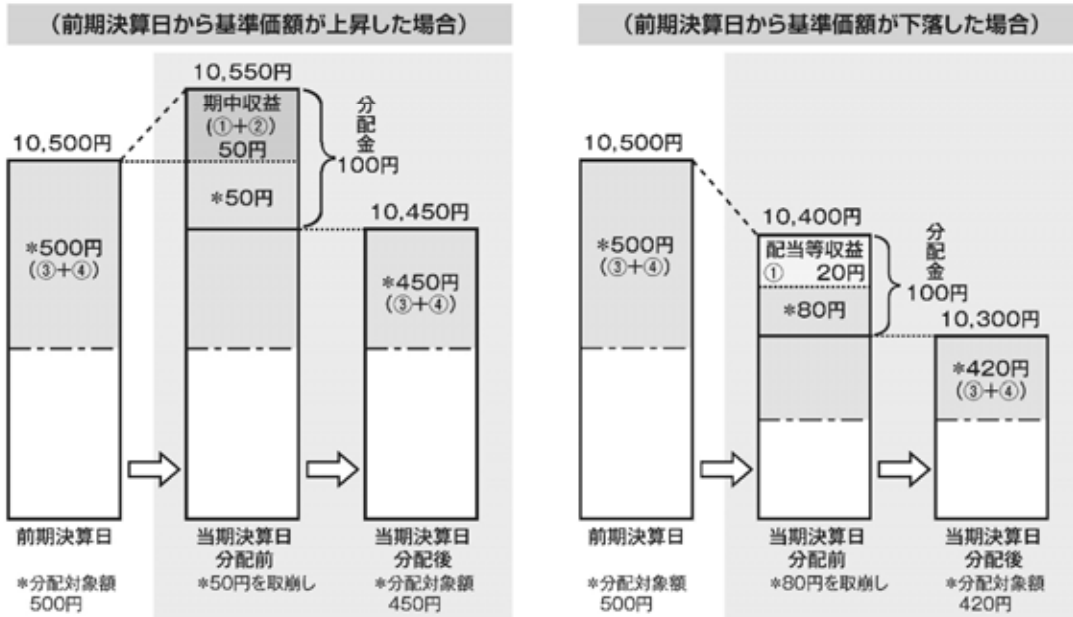 (前期決算日から基準価額が上昇した場合)
10,550円
期中収益
(①+②)
50円
*50円
分配金
100円
10,500円
*500円
(③+④)
10,450円
*450円
(③+④)
前期決算日
当期決算日
分配前
当期決算日
分配後
*分配対象額
500円
*50円を取崩し
*分配対象額
450円
(前期決算日から基準価額が下落した場合)
10,500円
*500円
(③+④)
10,400円
配当等収益
① 20円
*80円
分配金
100円
10,300円
*420円
(③+④)
前期決算日
当期決算日
分配前
当期決算日
分配後
*分配対象額
500円
*80円を取崩し
*分配対象額
420円